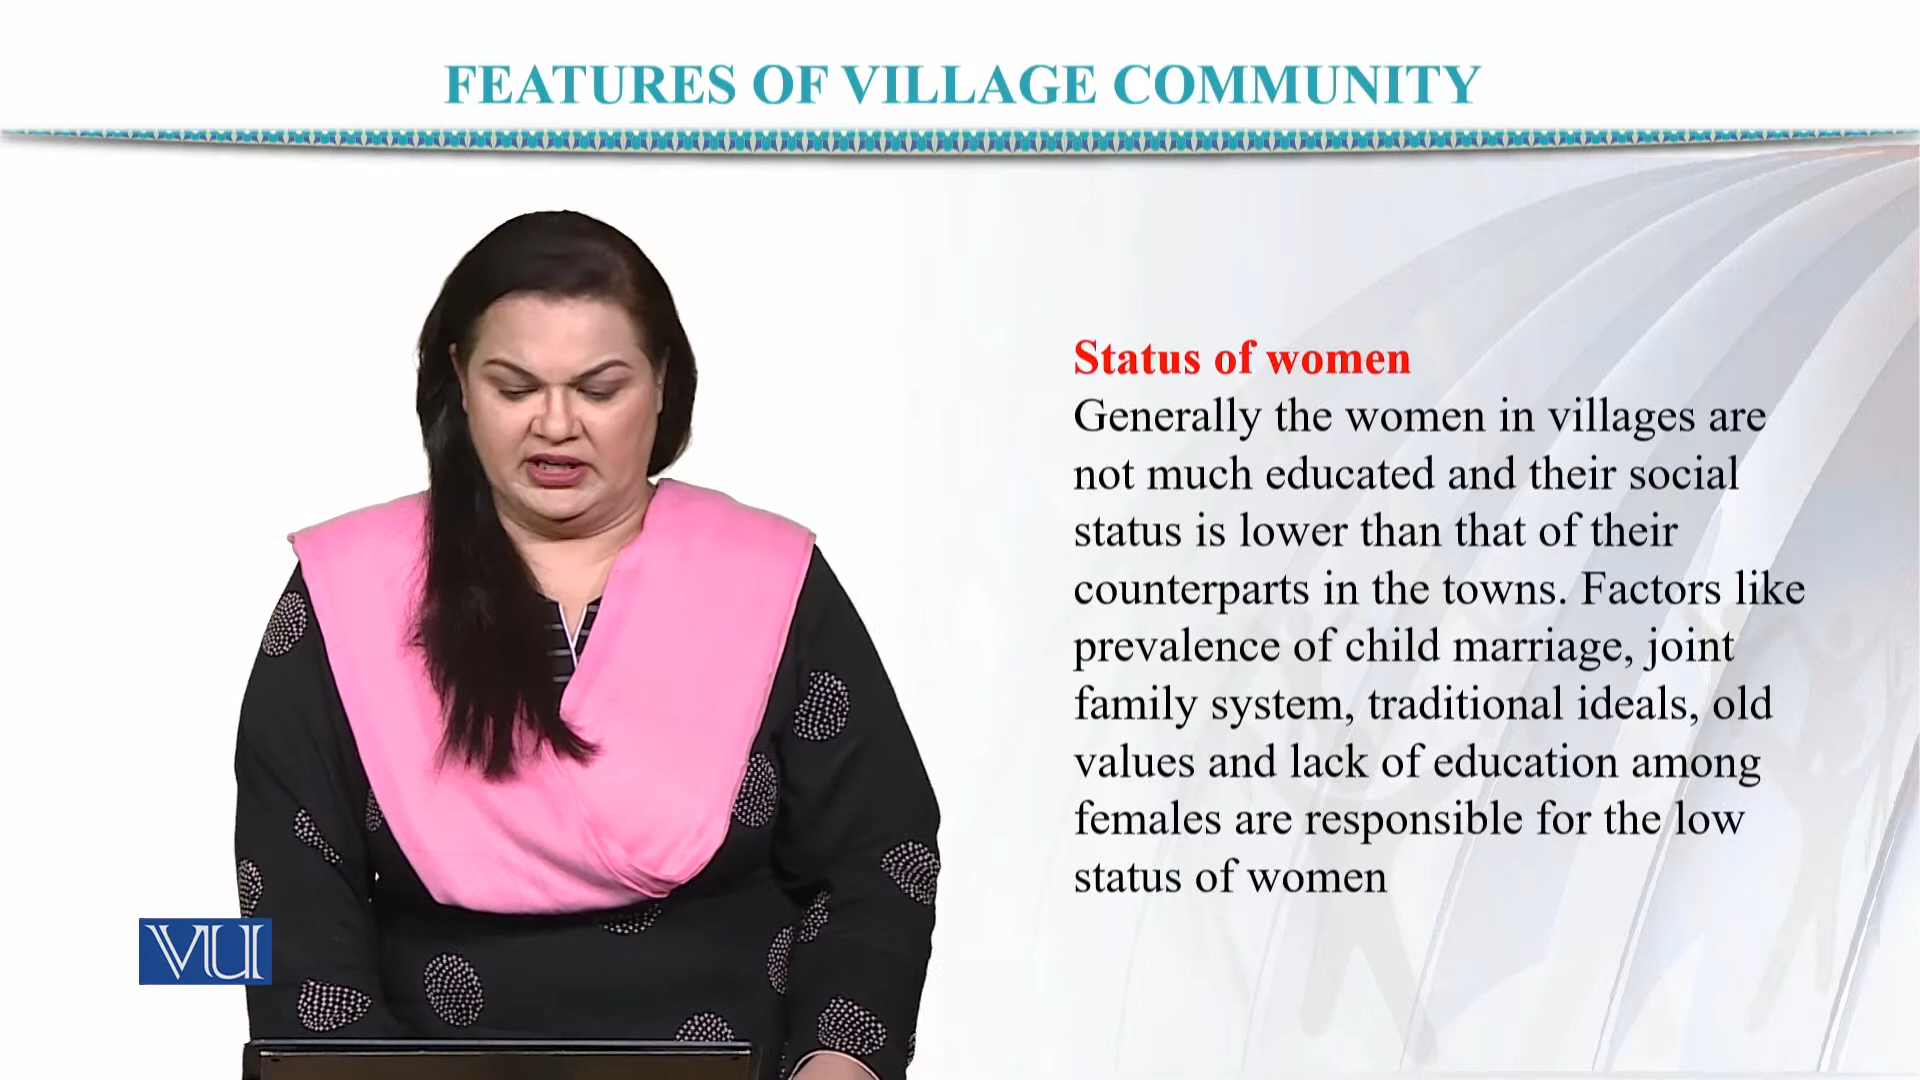 FEATURES OF VILLAGE COMMUNITY
Status of women
Generally the women in villages are
not much educated and their social
status is lower than that of their
counterparts in the towns. Factors like
prevalence of child marriage, joint
family system, traditional ideals, old
values and lack of education among
females are responsible for the low
status of women
VU